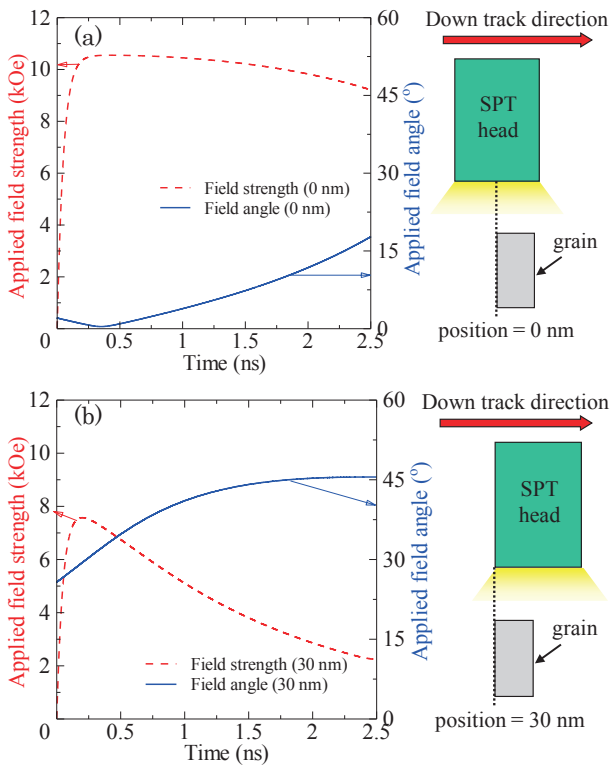 (a)
12
10
8
6
4
2
0
Applied field strength (kOe)
Field strength (0 nm)
Field angle (0 nm)
60
45
30
15
0
Applied field angle (º)
0
0.5
1
1.5
2
2.5
Time (ns)
Down track direction
SPT
head
grain
position = 0 nm
(b)
12
10
8
6
4
2
0
Applied field strength (kOe)
Field strength (30 nm)
Field angle (30 nm)
60
45
30
15
0
Applied field angle (º)
0
0.5
1
1.5
2
2.5
Time (ns)
Down track direction
SPT
head
grain
position = 30 nm